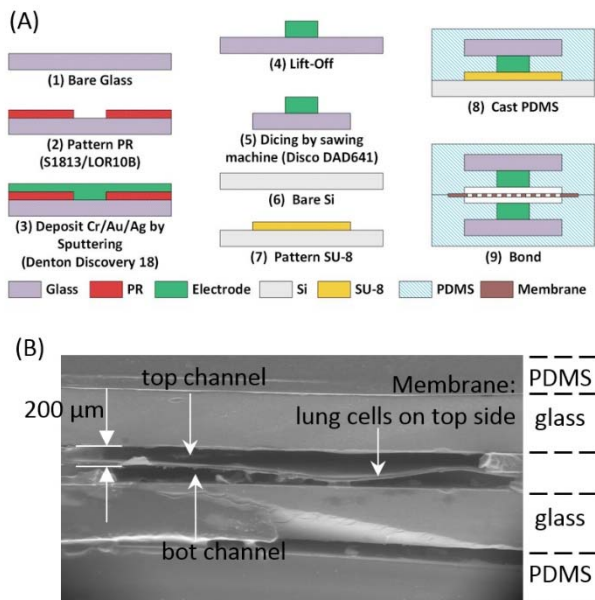 (A)
(1) Bare Glass
(2) Pattern PR
(S1813/LOR10B)
(3) Deposit Cr/Au/Ag by
Sputtering
(Denton Discovery 18)
(4) Lift-Off
(5) Dicing by sawing
machine (Disco DAD641)
(6) Bare Si
(7) Pattern SU-8
(8) Cast PDMS
(9) Bond
Glass PR Electrode Si SU-8 PDMS Membrane
(B)
top channel
Membrane:
200 µm
lung cells on top side
bot channel
PDMS
glass
glass
PDMS